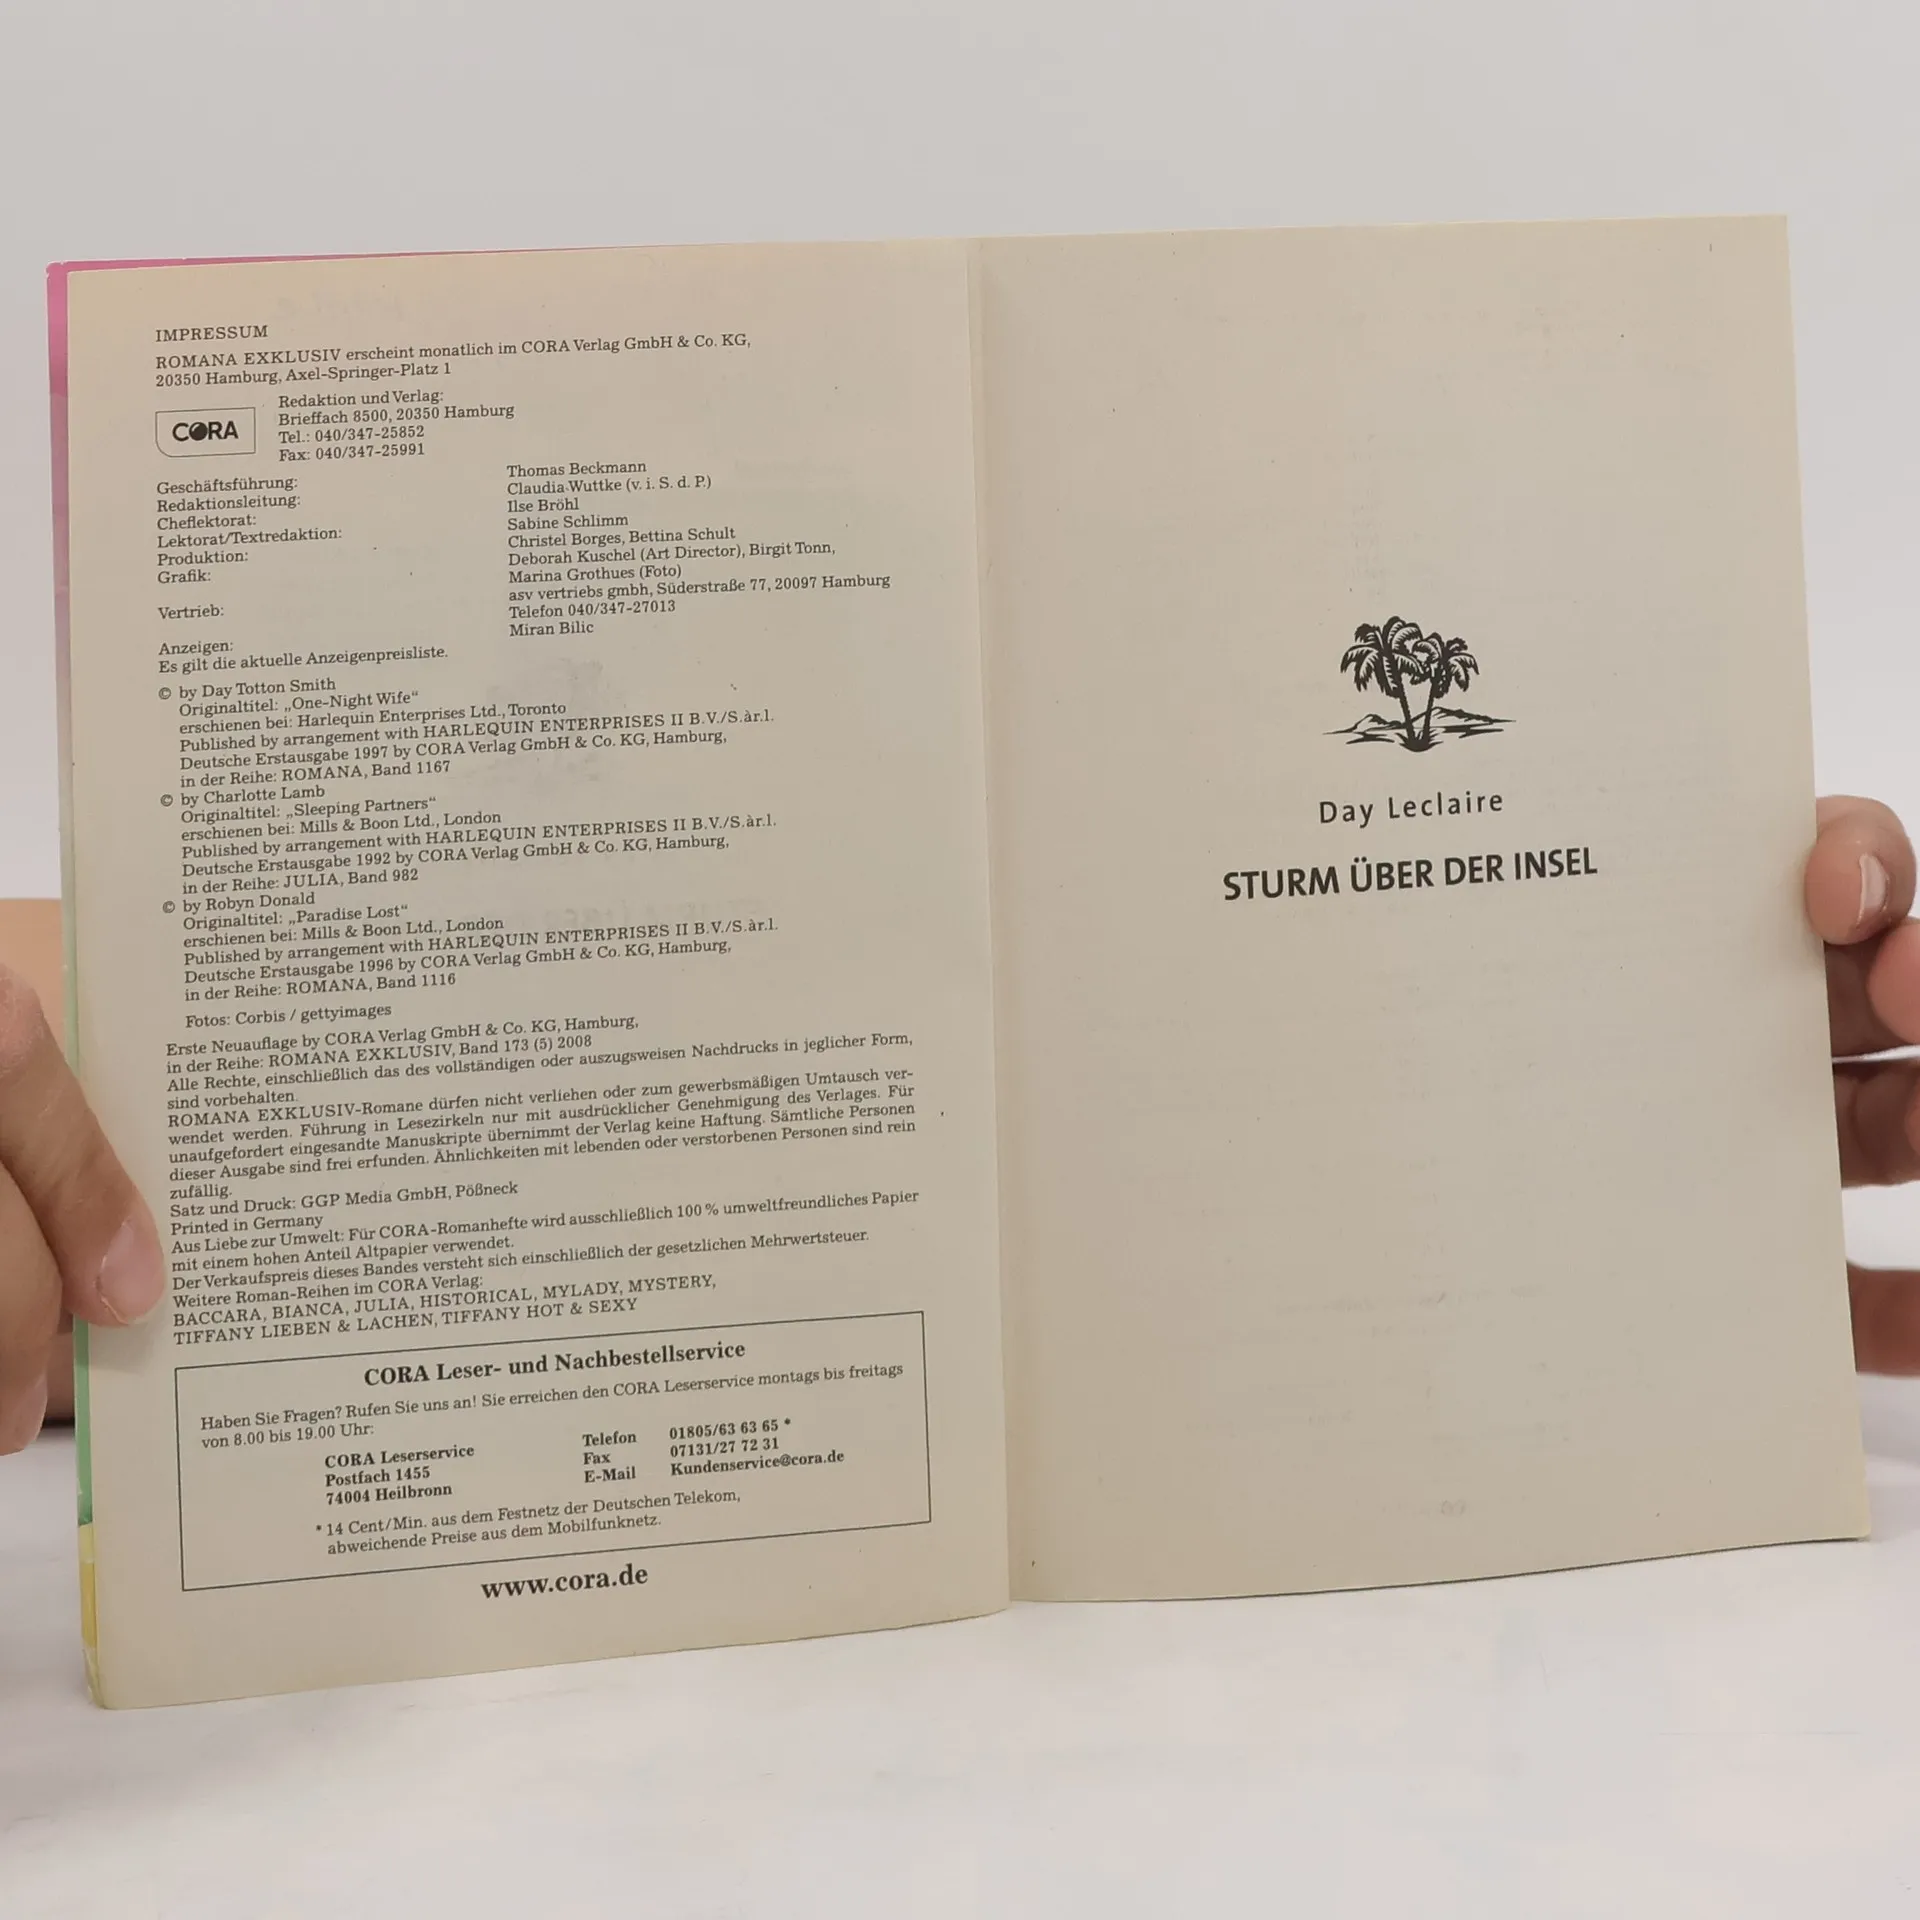 IMPRESSUM
ROMANA EXKLUSIV erscheint monatlich im CORA Verlag GmbH & Co. KG,
20350 Hamburg, Axel-Springer-Platz 1
CORA
Redaktion und Verlag:
Brieffach 8500, 20350 Hamburg
Tel.: 040/347-25852
Fax: 040/347-25991
Geschäftsführung:
Redaktionsleitung:
Cheflektorat:
Lektorat/Textredaktion:
Produktion:
Grafik:
Vertrieb:
Anzeigen:
Thomas Beckmann
Claudia Wuttke (v. i. S. d. P.)
Ilse Bröhl
Sabine Schlimm
Christel Borges, Bettina Schult
Deborah Kuschel (Art Director), Birgit Tonn,
Marina Grothues (Foto)
asv vertriebs gmbh, Süderstraße 77, 20097 Hamburg
Telefon 040/347-27013
Miran Bilic
Es gilt die aktuelle Anzeigenpreisliste.
© by Day Totton Smith
Originaltitel: „One-Night Wife“
erschienen bei: Harlequin Enterprises Ltd., Toronto
Published by arrangement with HARLEQUIN ENTERPRISES II B.V./S.àr.l.
Deutsche Erstausgabe 1997 by CORA Verlag GmbH & Co. KG, Hamburg,
in der Reihe: ROMANA, Band 1167
© by Charlotte Lamb
Originaltitel: „Sleeping Partners“
erschienen bei: Mills & Boon Ltd., London
Published by arrangement with HARLEQUIN ENTERPRISES II B.V./S.àr.l.
Deutsche Erstausgabe 1992 by CORA Verlag GmbH & Co. KG, Hamburg,
in der Reihe: JULIA, Band 982
© by Robyn Donald
Originaltitel: „Paradise Lost“
erschienen bei: Mills & Boon Ltd., London
Published by arrangement with HARLEQUIN ENTERPRISES II B.V./S.àr.l.
Deutsche Erstausgabe 1996 by CORA Verlag GmbH & Co. KG, Hamburg,
in der Reihe: ROMANA, Band 1116
Fotos: Corbis / gettyimages
Erste Neuauflage by CORA Verlag GmbH & Co. KG, Hamburg,
in der Reihe: ROMANA EXKLUSIV, Band 173 (5) 2008
Alle Rechte, einschließlich das des vollständigen oder auszugsweisen Nachdrucks in jeglicher Form,
sind vorbehalten.
ROMANA EXKLUSIV-Romane dürfen nicht verliehen oder zum gewerbsmäßigen Umtausch ver-
wendet werden. Führung in Lesezirkeln nur mit ausdrücklicher Genehmigung des Verlages. Für
unaufgefordert eingesandte Manuskripte übernimmt der Verlag keine Haftung. Sämtliche Personen
dieser Ausgabe sind frei erfunden. Ähnlichkeiten mit lebenden oder verstorbenen Personen sind rein
zufällig.
Satz und Druck: GGP Media GmbH, Pößneck
Printed in Germany
Aus Liebe zur Umwelt: Für CORA-Romanhefte wird ausschließlich 100 % umweltfreundliches Papier
mit einem hohen Anteil Altpapier verwendet.
Der Verkaufspreis dieses Bandes versteht sich einschließlich der gesetzlichen Mehrwertsteuer.
Weitere Roman-Reihen im CORA Verlag:
BACCARA, BIANCA, JULIA, HISTORICAL, MYLADY, MYSTERY,
TIFFANY LIEBEN & LACHEN, TIFFANY HOT & SEXY
CORA Leser- und Nachbestellservice
Haben Sie Fragen? Rufen Sie uns an! Sie erreichen den CORA Leserservice montags bis freitags
von 8.00 bis 19.00 Uhr:
CORA Leserservice
Postfach 1455
74004 Heilbronn
Telefon 01805/63 63 65 *
Fax 07131/27 72 31
E-Mail Kundenservice@cora.de
* 14 Cent/Min. aus dem Festnetz der Deutschen Telekom,
abweichende Preise aus dem Mobilfunknetz.
www.cora.de
Day Leclaire
STURM ÜBER DER INSEL